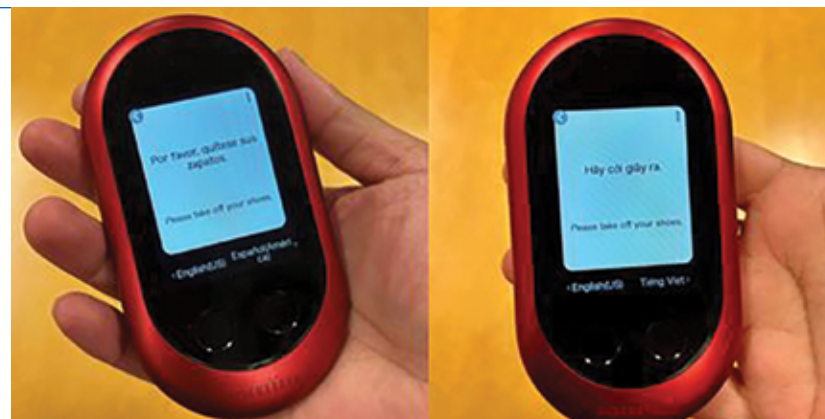 Por favor, quítese sus
zapatos.
Please take off your shoes.
‹English(US)
Español(Améri
ca)›
Hãy cởi giày ra.
Please take off your shoes.
‹English(US)
Tiếng Việt›